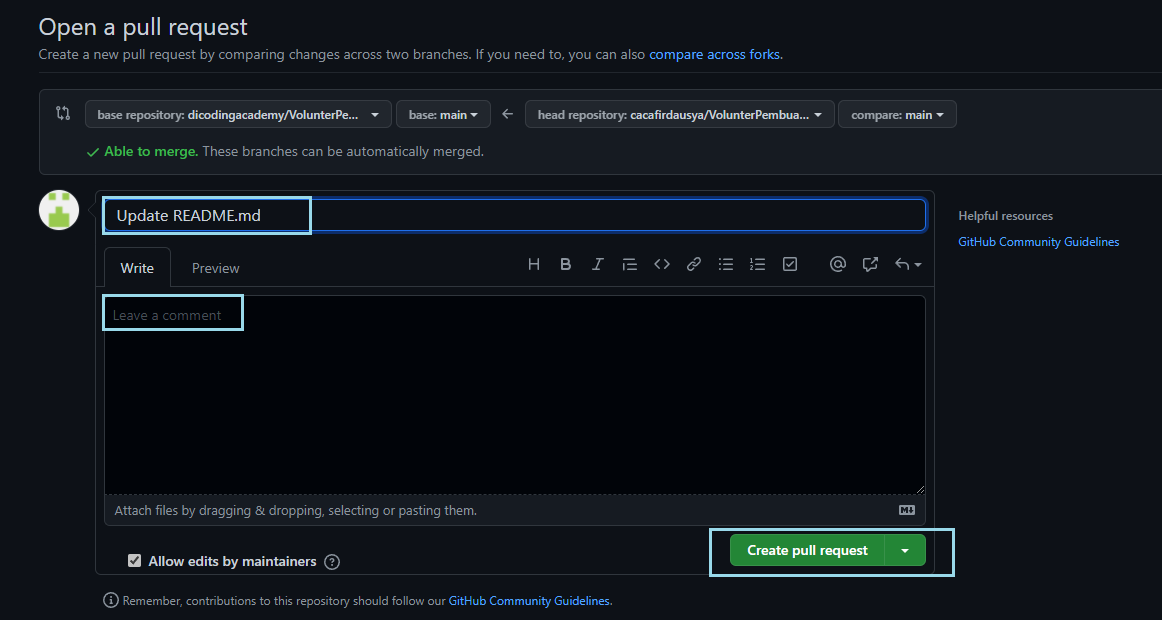 Open a pull request
Create a new pull request by comparing changes across two branches. If you need to, you can also compare across forks.
base repository: dicodingacademy/VolunterPe... base: main head repository: cacafirdausya/VolunterPembua... compare: main
Able to merge. These branches can be automatically merged.
Update README.md
Write Preview H B I @
Leave a comment
Attach files by dragging & dropping, selecting or pasting them.
Allow edits by maintainers ?
Create pull request
Remember, contributions to this repository should follow our GitHub Community Guidelines.
Helpful resources
GitHub Community Guidelines